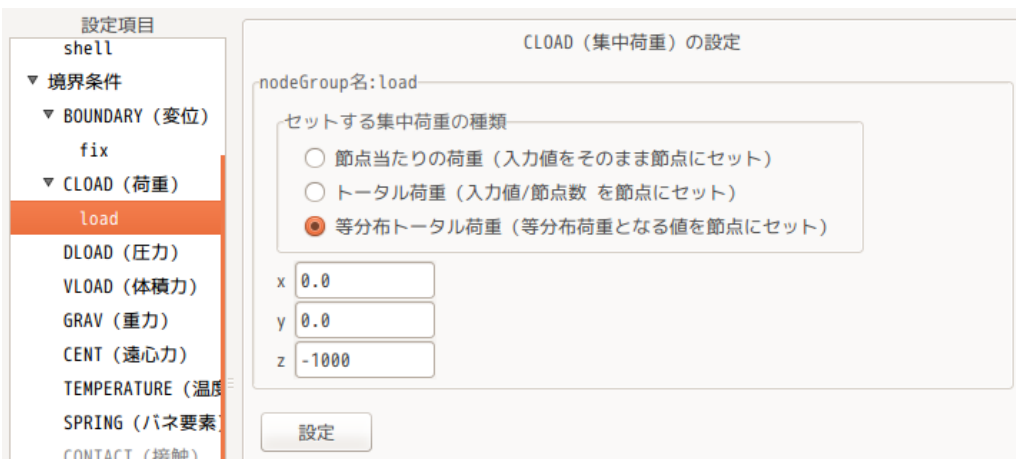 設定項目
shell
▼ 境界条件
▼ BOUNDARY (変位)
fix
▼ CLOAD (荷重)
load
DLOAD (圧力)
VLOAD (体積力)
GRAV (重力)
CENT (遠心力)
TEMPERATURE (温度
SPRING (バネ要素)
CONTACT (接触)
CLOAD (集中荷重) の設定
nodeGroup名:load
セットする集中荷重の種類
節点当たりの荷重 (入力値をそのまま節点にセット)
トータル荷重 (入力値/節点数 を節点にセット)
等分布トータル荷重 (等分布荷重となる値を節点にセット)
x 0.0
y 0.0
z -1000
設定